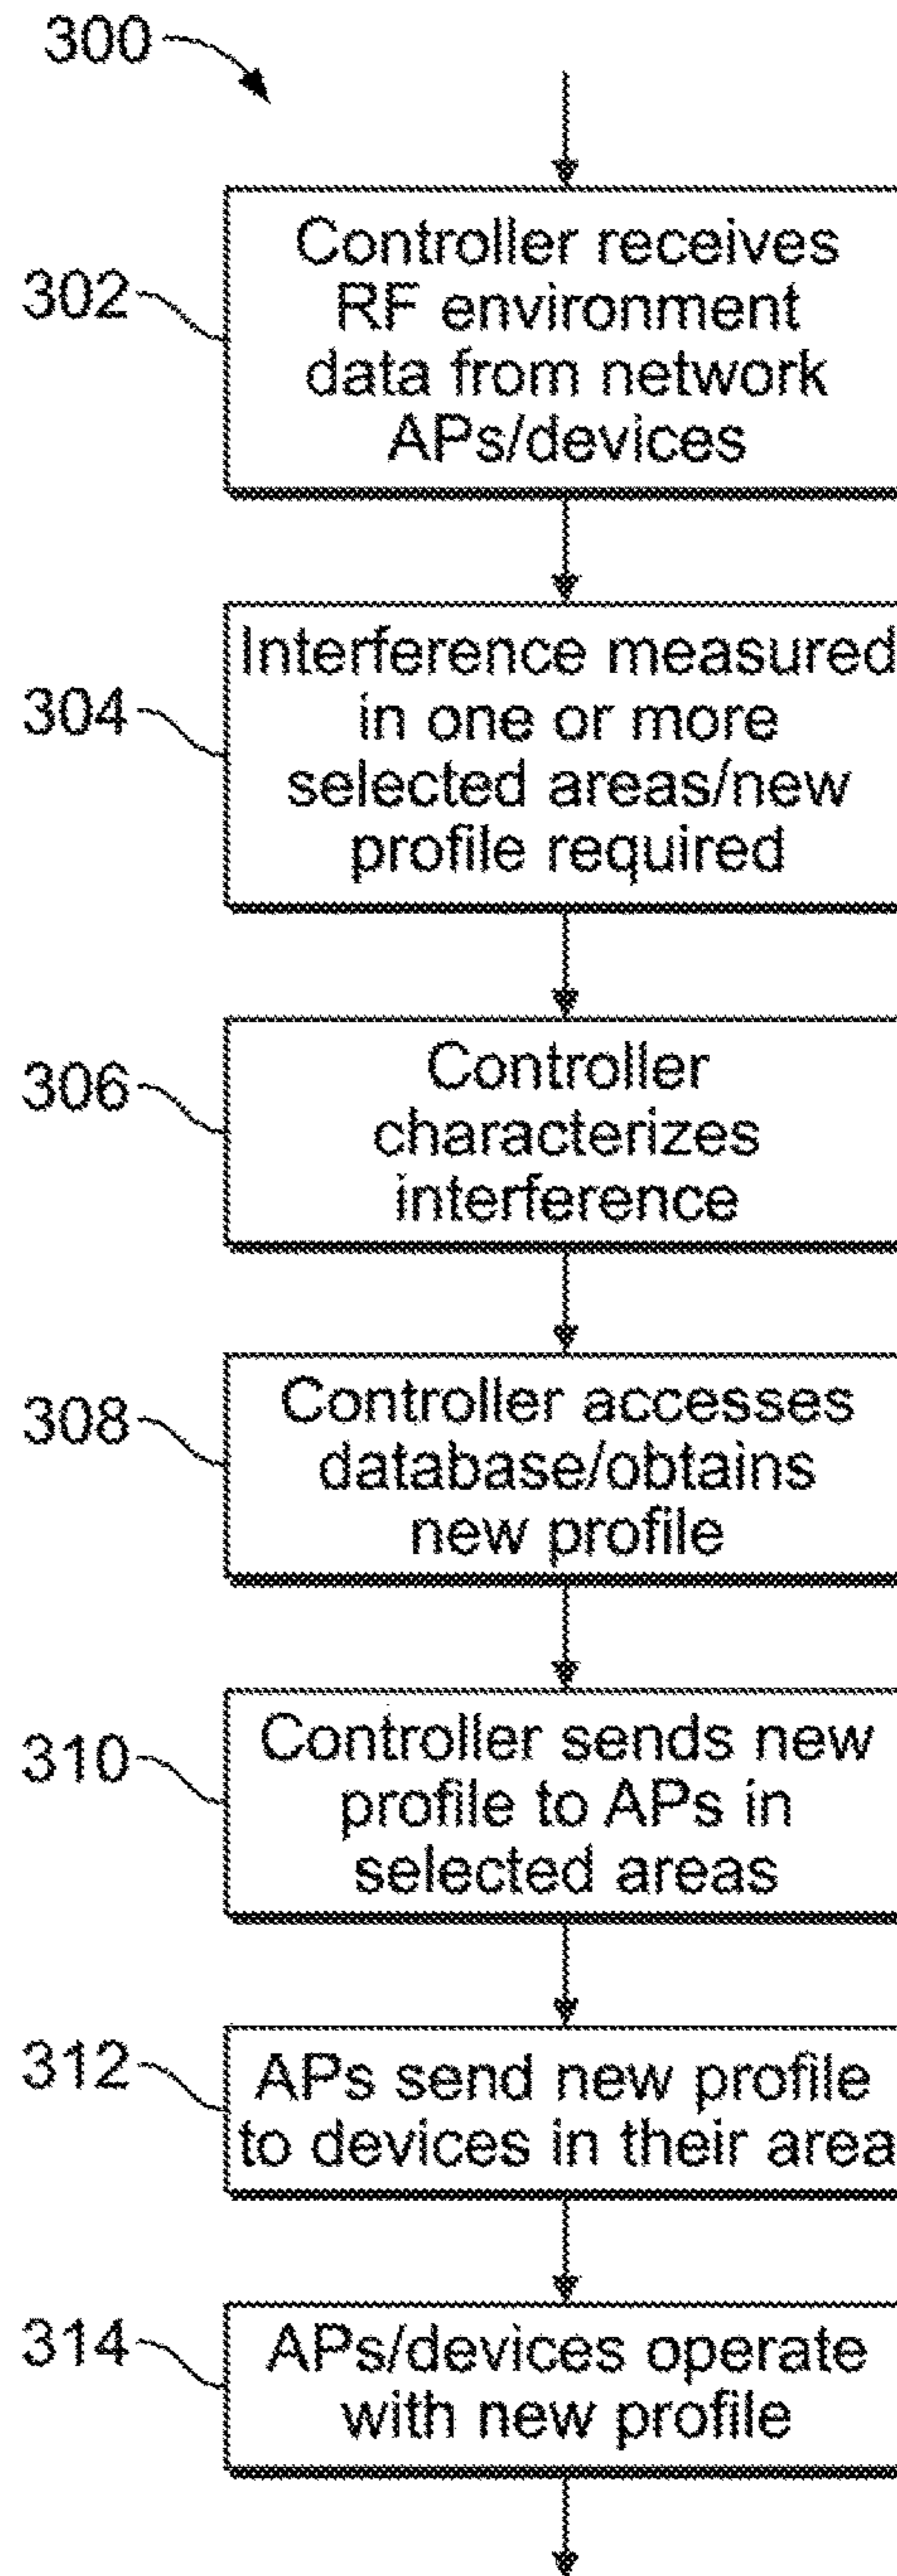 300
302
Controller receives
RF environment
data from network
APs/devices
304
Interference measured
in one or more
selected areas/new
profile required
306
Controller
characterizes
interference
308
Controller accesses
database/obtains
new profile
310
Controller sends new
profile to APs in
selected areas
312
APs send new profile
to devices in their area
314
APs/devices operate
with new profile